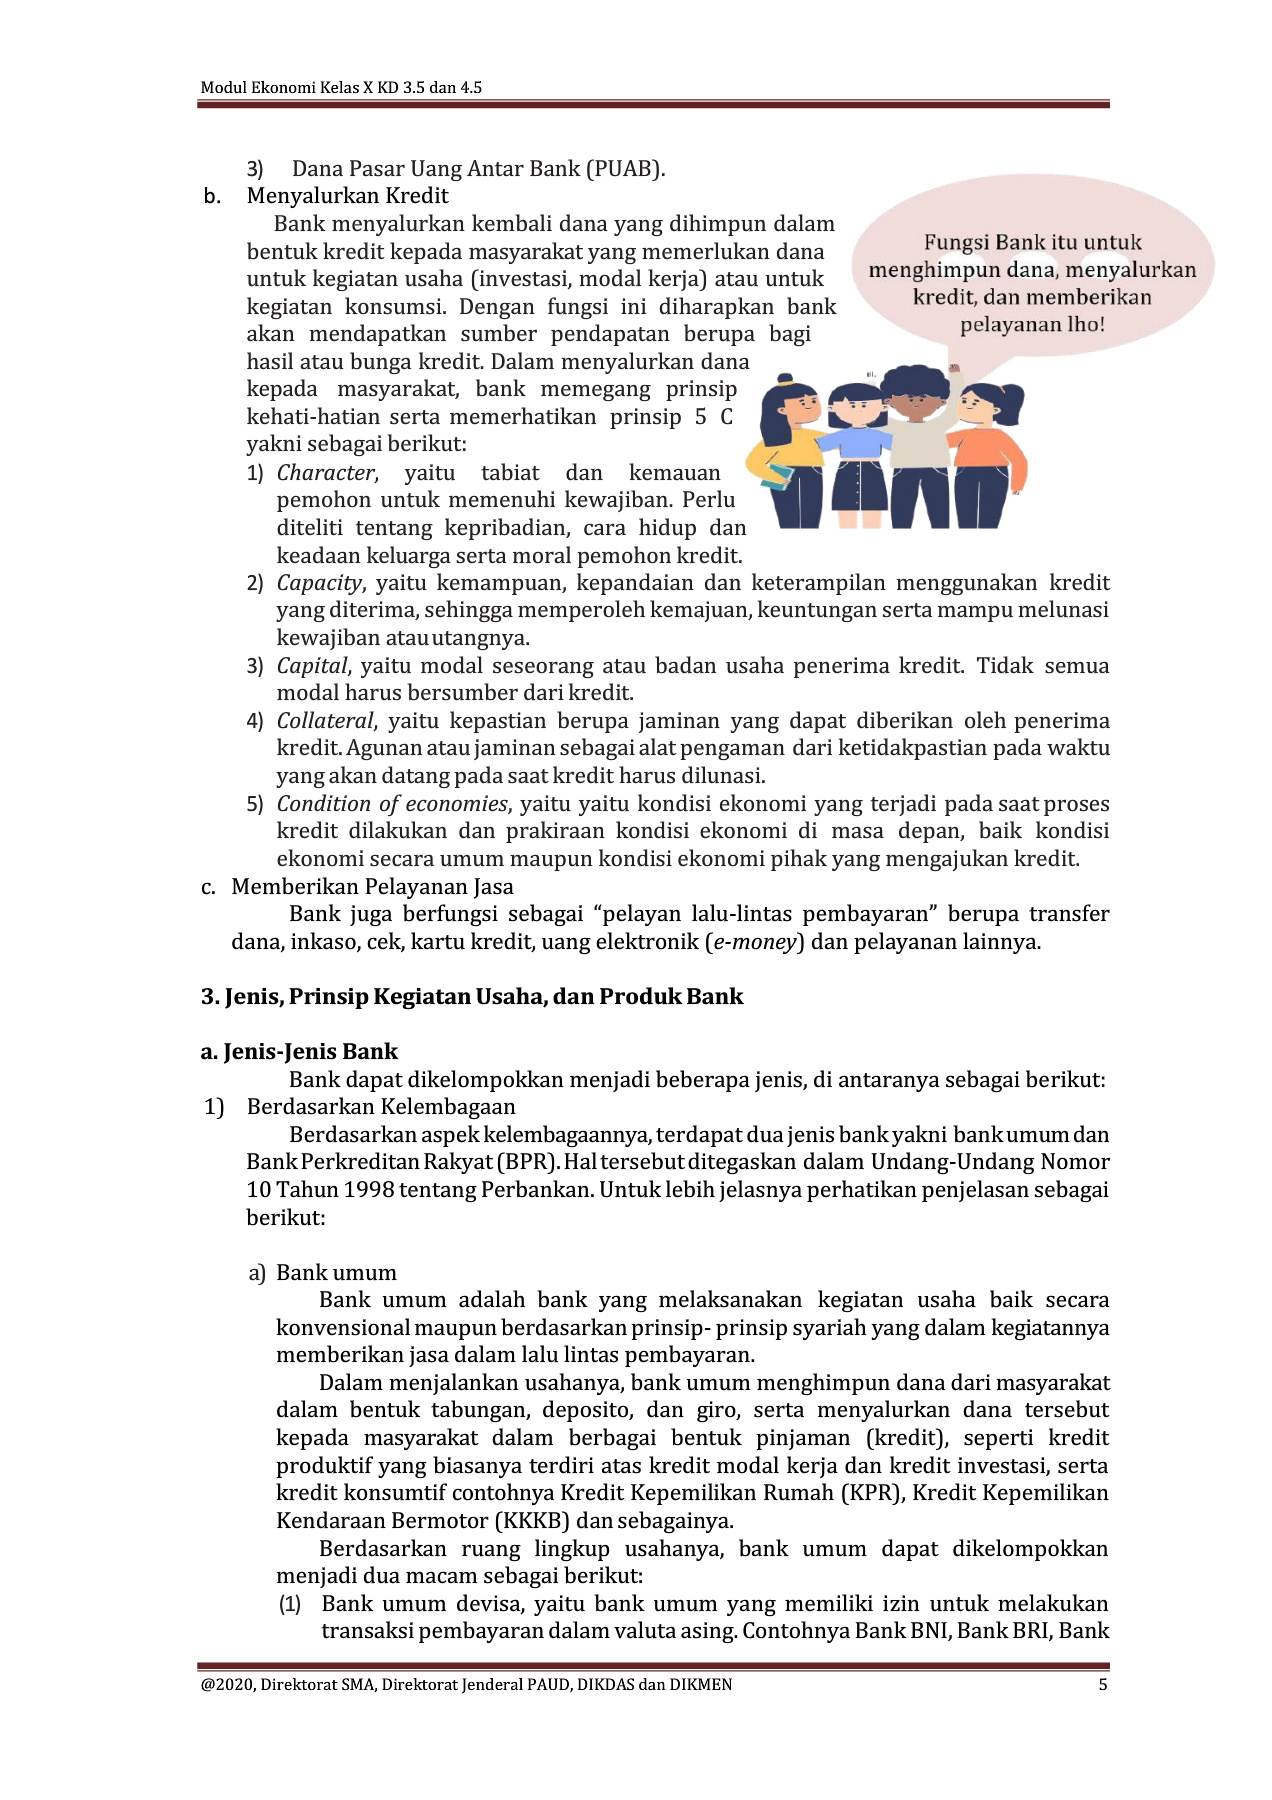 Modul Ekonomi Kelas X KD 3.5 dan 4.5
3) Dana Pasar Uang Antar Bank (PUAB).
b. Menyalurkan Kredit
Bank menyalurkan kembali dana yang dihimpun dalam
bentuk kredit kepada masyarakat yang memerlukan dana
untuk kegiatan usaha (investasi, modal kerja) atau untuk
kegiatan konsumsi. Dengan fungsi ini diharapkan bank
akan mendapatkan sumber pendapatan berupa bagi
hasil atau bunga kredit. Dalam menyalurkan dana
kepada masyarakat, bank memegang prinsip
kehati-hatian serta memerhatikan prinsip 5 C
yakni sebagai berikut:
Fungsi Bank itu untuk
menghimpun dana, menyalurkan
kredit, dan memberikan
pelayanan lho!
1) Character, yaitu tabiat dan kemauan
pemohon untuk memenuhi kewajiban. Perlu
diteliti tentang kepribadian, cara hidup dan
keadaan keluarga serta moral pemohon kredit.
2) Capacity, yaitu kemampuan, kepandaian dan keterampilan menggunakan kredit
yang diterima, sehingga memperoleh kemajuan, keuntungan serta mampu melunasi
kewajiban atau utangnya.
3) Capital, yaitu modal seseorang atau badan usaha penerima kredit. Tidak semua
modal harus bersumber dari kredit.
4) Collateral, yaitu kepastian berupa jaminan yang dapat diberikan oleh penerima
kredit. Agunan atau jaminan sebagai alat pengaman dari ketidakpastian pada waktu
yang akan datang pada saat kredit harus dilunasi.
5) Condition of economies, yaitu yaitu kondisi ekonomi yang terjadi pada saat proses
kredit dilakukan dan prakiraan kondisi ekonomi di masa depan, baik kondisi
ekonomi secara umum maupun kondisi ekonomi pihak yang mengajukan kredit.
c. Memberikan Pelayanan Jasa
Bank juga berfungsi sebagai “pelayan lalu-lintas pembayaran” berupa transfer
dana, inkaso, cek, kartu kredit, uang elektronik (e-money) dan pelayanan lainnya.
3. Jenis, Prinsip Kegiatan Usaha, dan Produk Bank
a. Jenis-Jenis Bank
Bank dapat dikelompokkan menjadi beberapa jenis, di antaranya sebagai berikut:
1) Berdasarkan Kelembagaan
Berdasarkan aspek kelembagaannya, terdapat dua jenis bank yakni bank umum dan
Bank Perkreditan Rakyat (BPR). Hal tersebut ditegaskan dalam Undang-Undang Nomor
10 Tahun 1998 tentang Perbankan. Untuk lebih jelasnya perhatikan penjelasan sebagai
berikut:
a) Bank umum
Bank umum adalah bank yang melaksanakan kegiatan usaha baik secara
konvensional maupun berdasarkan prinsip- prinsip syariah yang dalam kegiatannya
memberikan jasa dalam lalu lintas pembayaran.
Dalam menjalankan usahanya, bank umum menghimpun dana dari masyarakat
dalam bentuk tabungan, deposito, dan giro, serta menyalurkan dana tersebut
kepada masyarakat dalam berbagai bentuk pinjaman (kredit), seperti kredit
produktif yang biasanya terdiri atas kredit modal kerja dan kredit investasi, serta
kredit konsumtif contohnya Kredit Kepemilikan Rumah (KPR), Kredit Kepemilikan
Kendaraan Bermotor (KKKB) dan sebagainya.
Berdasarkan ruang lingkup usahanya, bank umum dapat dikelompokkan
menjadi dua macam sebagai berikut:
(1) Bank umum devisa, yaitu bank umum yang memiliki izin untuk melakukan
transaksi pembayaran dalam valuta asing. Contohnya Bank BNI, Bank BRI, Bank
@2020, Direktorat SMA, Direktorat Jenderal PAUD, DIKDAS dan DIKMEN 5